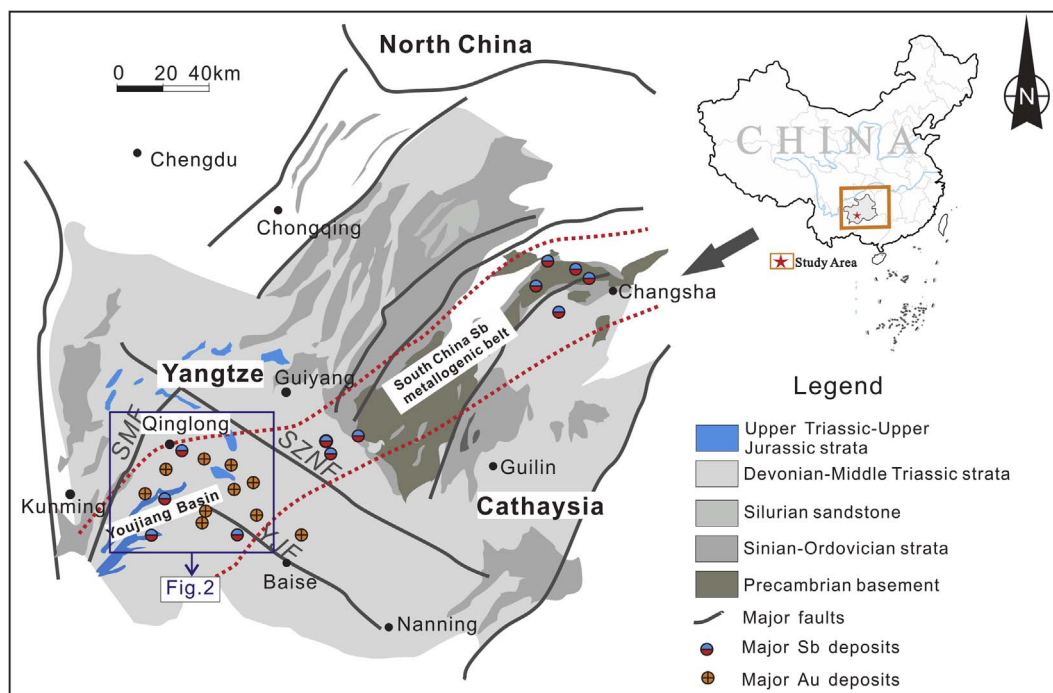 North China
0 20 40km
N
Chengdu
CHINA
Chongqing
Study Area
Changsha
South China Sb
metallogenic belt
Yangtze
Guiyang
Legend
Upper Triassic-Upper
Jurassic strata
SMF
Qinglong
SZNF
Guilin
Devonian-Middle Triassic strata
Kunming
Youjiang Basin
Cathaysia
Silurian sandstone
YJF
Sinian-Ordovician strata
Baise
Fig.2
Precambrian basement
Nanning
Major faults
Major Sb deposits
Major Au deposits